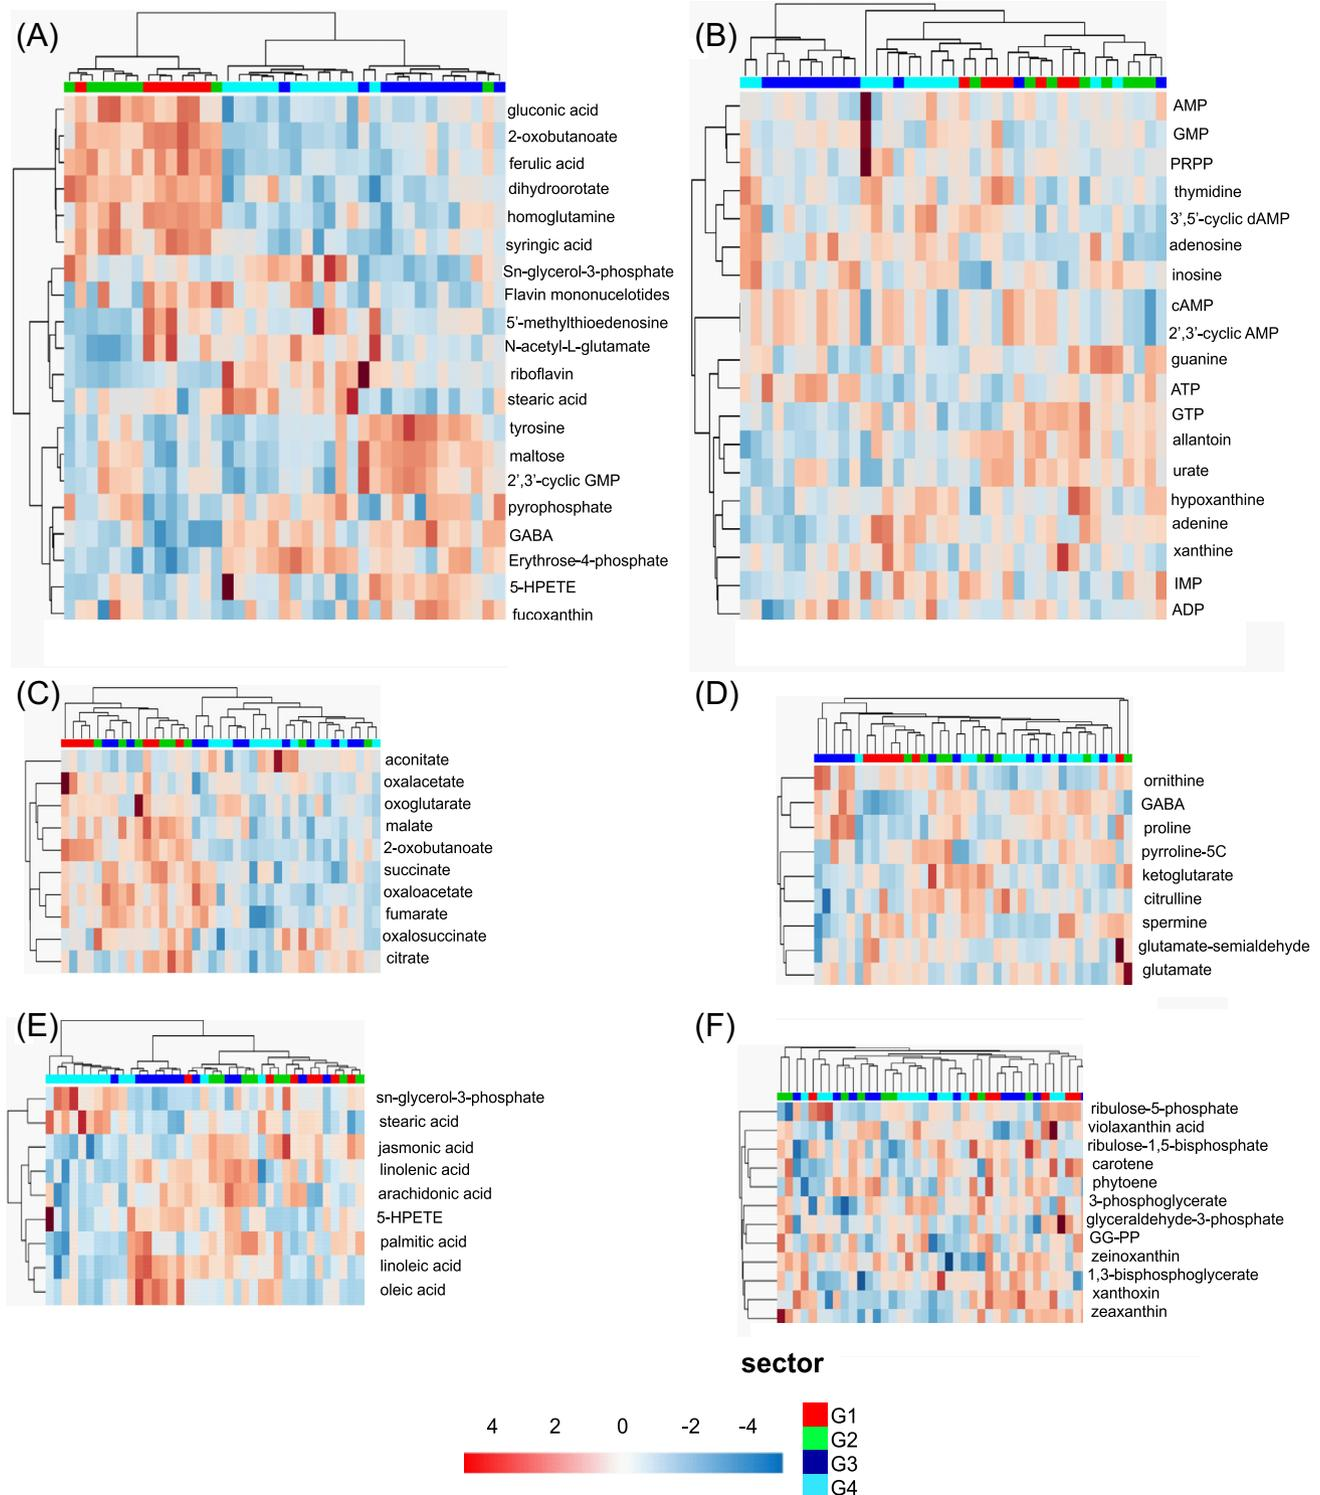 (A)
gluconic acid
2-oxobutanoate
ferulic acid
dihydroorotate
homoglutamine
syringic acid
Sn-glycerol-3-phosphate
Flavin mononucelotides
5'-methylthioedenosine
N-acetyl-L-glutamate
riboflavin
stearic acid
tyrosine
maltose
2',3'-cyclic GMP
pyrophosphate
GABA
Erythrose-4-phosphate
5-HPETE
fucoxanthin
(B)
AMP
GMP
PRPP
thymidine
3',5'-cyclic dAMP
adenosine
inosine
cAMP
2',3'-cyclic AMP
guanine
ATP
GTP
allantoin
urate
hypoxanthine
adenine
xanthine
IMP
ADP
(C)
aconitate
oxalacetate
oxoglutarate
malate
2-oxobutanoate
succinate
oxaloacetate
fumarate
oxalosuccinate
citrate
(D)
ornithine
GABA
proline
pyrroline-5C
ketoglutarate
citrulline
spermine
glutamate-semialdehyde
glutamate
(E)
sn-glycerol-3-phosphate
stearic acid
jasmonic acid
linolenic acid
arachidonic acid
5-HPETE
palmitic acid
linoleic acid
oleic acid
(F)
ribulose-5-phosphate
violaxanthin acid
ribulose-1,5-bisphosphate
carotene
phytoene
3-phosphoglycerate
glyceraldehyde-3-phosphate
GG-PP
zeinoxanthin
1,3-bisphosphoglycerate
xanthoxin
zeaxanthin
sector
4 2 0 -2 -4
G1
G2
G3
G4